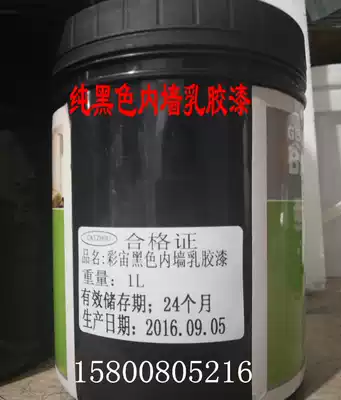 纯黑色内墙乳胶漆
CAIZHOU
合格证
品名:彩宙黑色内墙乳胶漆
重量: 1L
有效储存期; 24个月
生产日期: 2016.09.05
15800805216